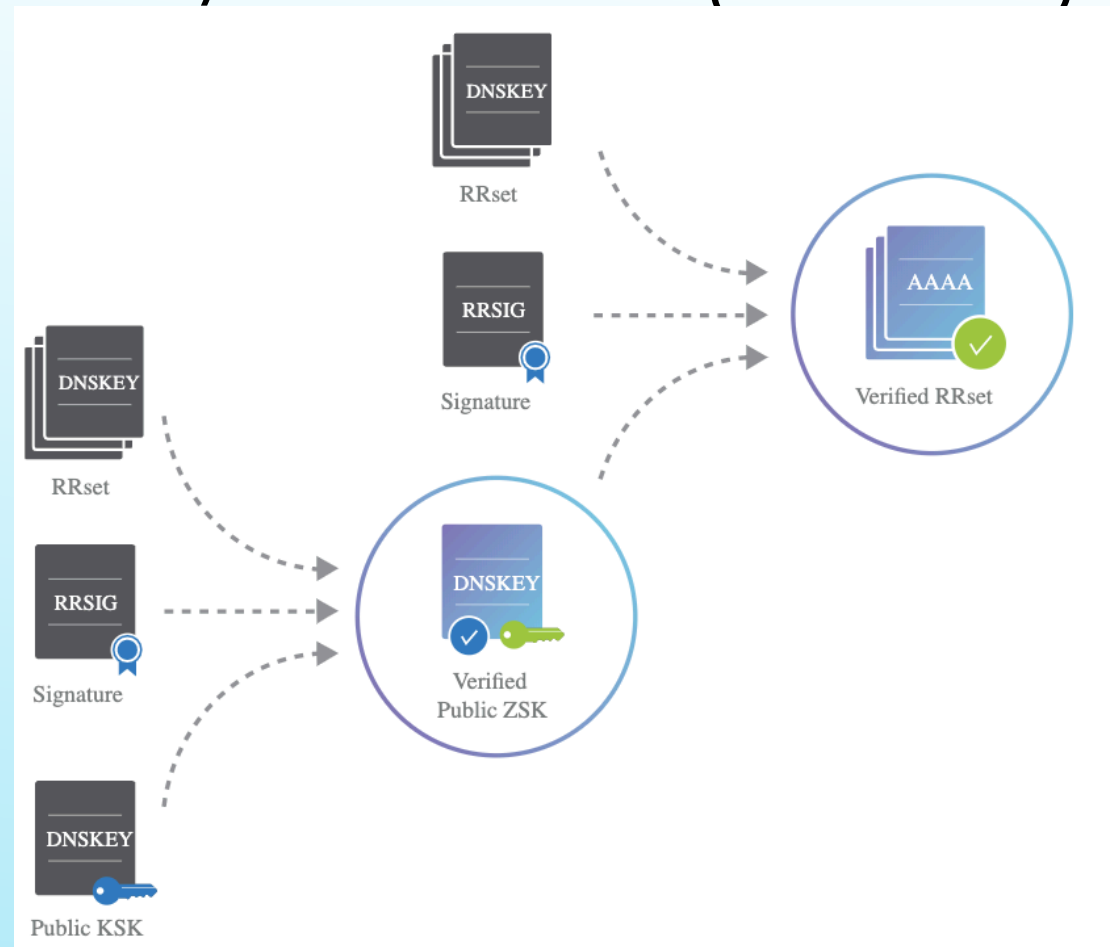 DNSKEY
RRset
RRSIG
Signature
AAAA
Verified RRset
DNSKEY
RRset
RRSIG
Signature
DNSKEY
Verified
Public ZSK
DNSKEY
Public KSK